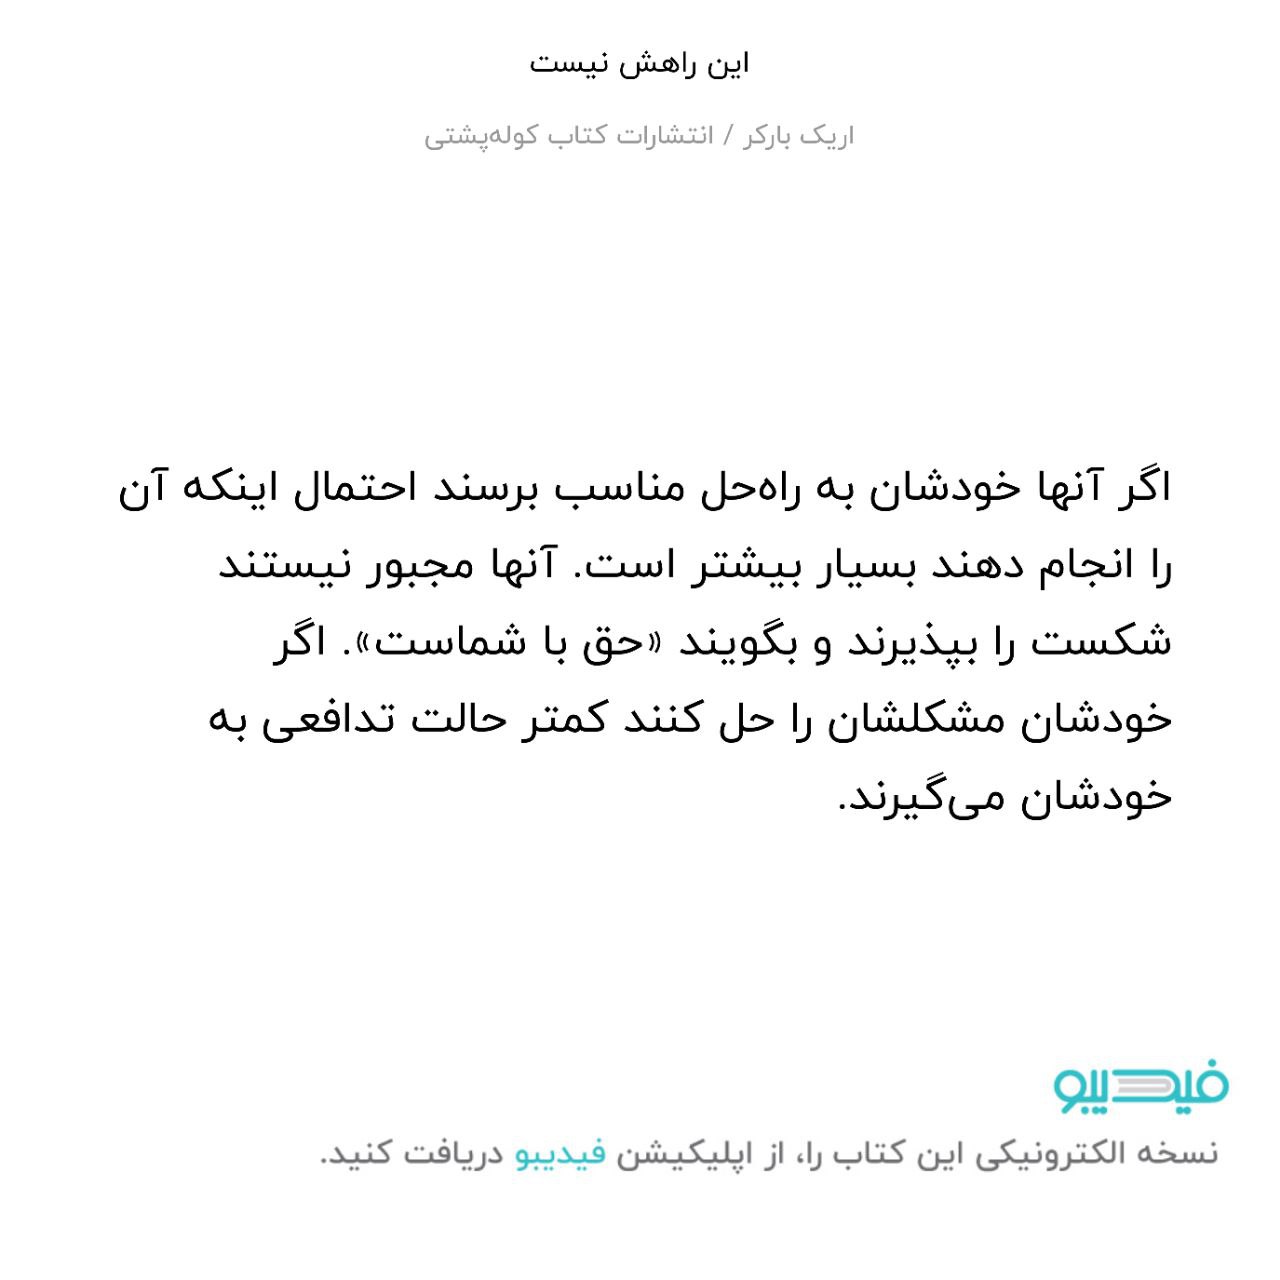 این راهش نیست
اریک بارکر / انتشارات کتاب کوله‌پشتی
اگر آنها خودشان به راه‌حل مناسب برسند احتمال اینکه آن
را انجام دهند بسیار بیشتر است. آنها مجبور نیستند
شکست را بپذیرند و بگویند «حق با شماست». اگر
خودشان مشکلشان را حل کنند کمتر حالت تدافعی به
خودشان می‌گیرند.
فیدیبو
نسخه الکترونیکی این کتاب را، از اپلیکیشن فیدیبو دریافت کنید.